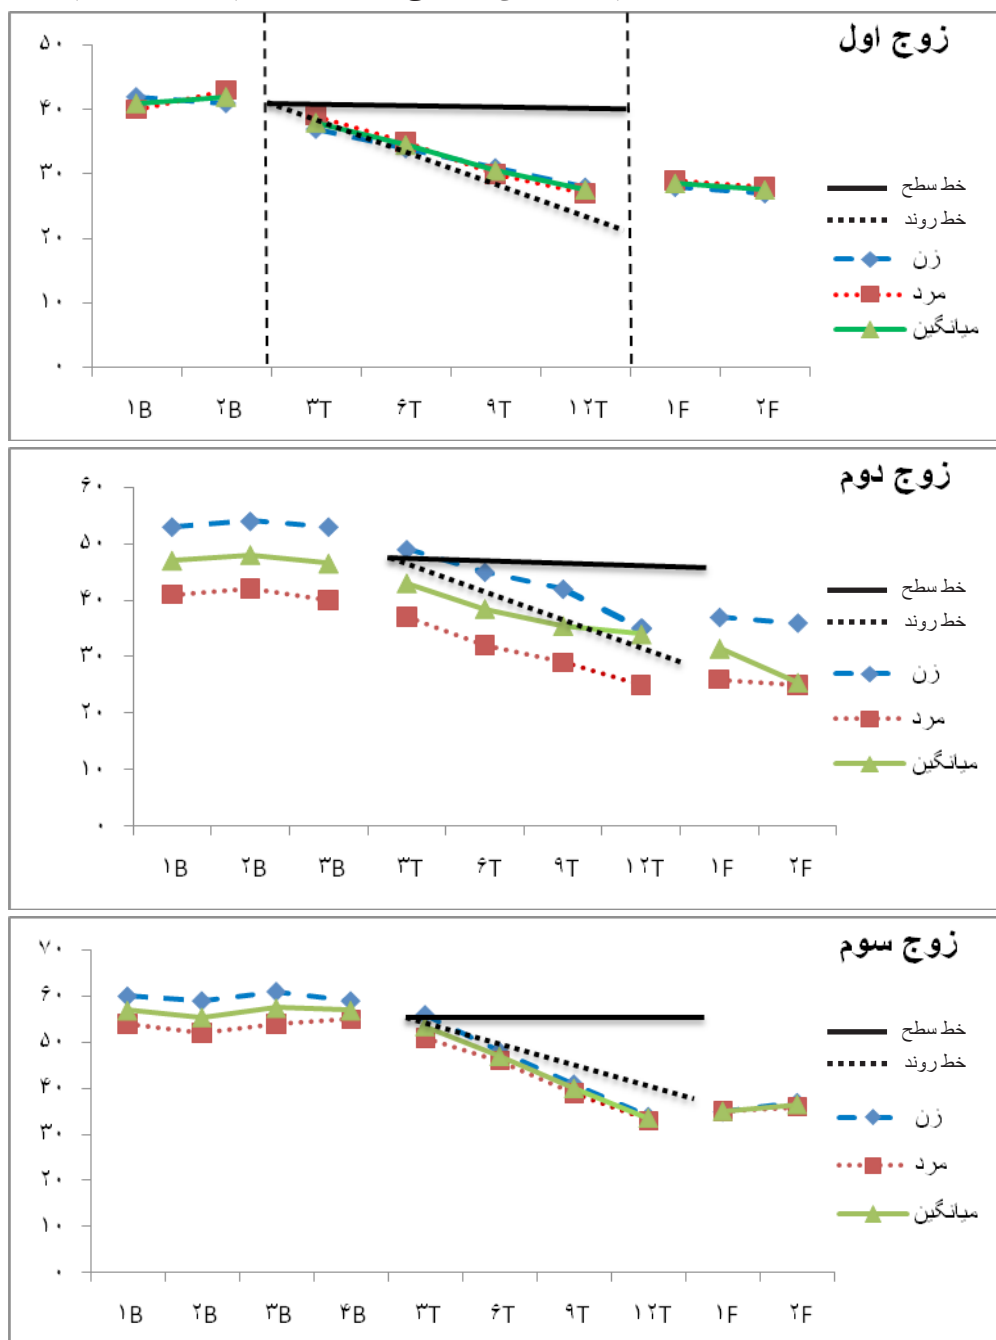 زوج اول
۵۰
۴۰
۳۰
۲۰
۱۰
۰
۱B ۲B ۳T ۶T ۹T ۱۲T ۱F ۲F
خط سطح
خط روند
زن
مرد
میانگین
زوج دوم
۶۰
۵۰
۴۰
۳۰
۲۰
۱۰
۰
۱B ۲B ۳B ۳T ۶T ۹T ۱۲T ۱F ۲F
خط سطح
خط روند
زن
مرد
میانگین
زوج سوم
۷۰
۶۰
۵۰
۴۰
۳۰
۲۰
۱۰
۰
۱B ۲B ۳B ۴B ۳T ۶T ۹T ۱۲T ۱F ۲F
خط سطح
خط روند
زن
مرد
میانگین